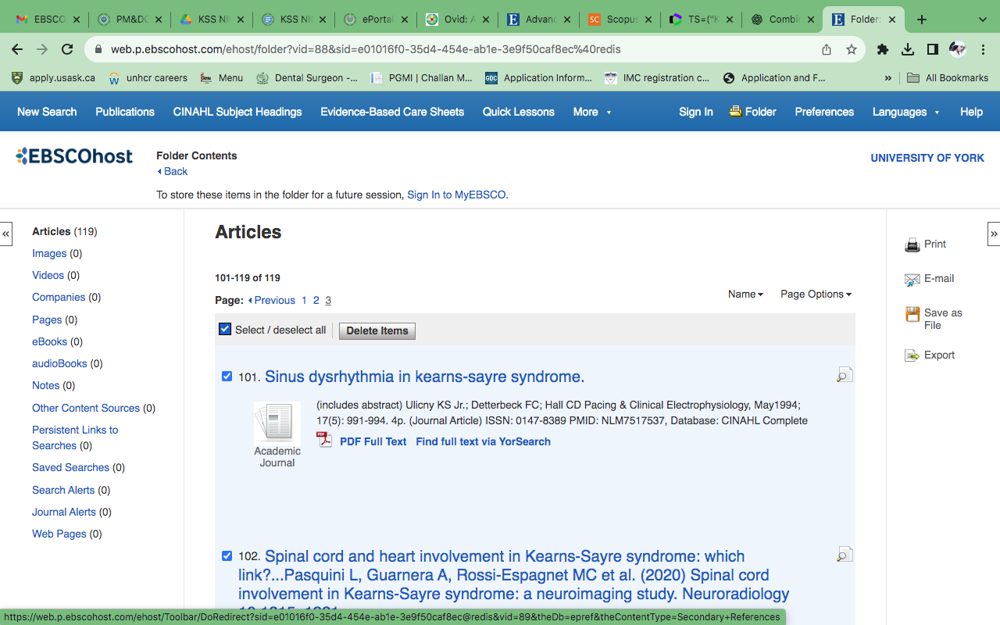 EBSCO
PM&DC
KSS NII
KSS NII
ePortal
Ovid: A
Advanc
Scopus
TS=("K
Combin
Folder:
web.p.ebscohost.com/ehost/folder?vid=88&sid=e01016f0-35d4-454e-ab1e-3e9f50caf8ec%40redis
apply.usask.ca
unhcr careers
Menu
Dental Surgeon -...
PGMI | Challan M...
GDC
Application Inform...
IMC registration c...
Application and F...
»
All Bookmarks
New Search Publications CINAHL Subject Headings Evidence-Based Care Sheets Quick Lessons More Sign In Folder Preferences Languages Help
EBSCOhost
Folder Contents
Back
UNIVERSITY OF YORK
To store these items in the folder for a future session, Sign In to MyEBSCO.
«
Articles (119)
Images (0)
Videos (0)
Companies (0)
Pages (0)
eBooks (0)
audioBooks (0)
Notes (0)
Other Content Sources (0)
Persistent Links to
Searches (0)
Saved Searches (0)
Search Alerts (0)
Journal Alerts (0)
Web Pages (0)
Articles
101-119 of 119
Page: Previous 1 2 3
Name Page Options
Select / deselect all Delete Items
101. Sinus dysrhythmia in kearns-sayre syndrome.
Academic
Journal
(includes abstract) Ulicny KS Jr.; Detterbeck FC; Hall CD Pacing & Clinical Electrophysiology, May1994;
17(5): 991-994. 4p. (Journal Article) ISSN: 0147-8389 PMID: NLM7517537, Database: CINAHL Complete
PDF PDF Full Text Find full text via YorSearch
102. Spinal cord and heart involvement in Kearns-Sayre syndrome: which
link?...Pasquini L, Guarnera A, Rossi-Espagnet MC et al. (2020) Spinal cord
involvement in Kearns-Sayre syndrome: a neuroimaging study. Neuroradiology
»
Print
E-mail
Save as
File
Export
https://web.p.ebscohost.com/ehost/Toolbar/DoRedirect?sid=e01016f0-35d4-454e-ab1e-3e9f50caf8ec@redis&vid=89&theDb=epref&theContentType=Secondary+References